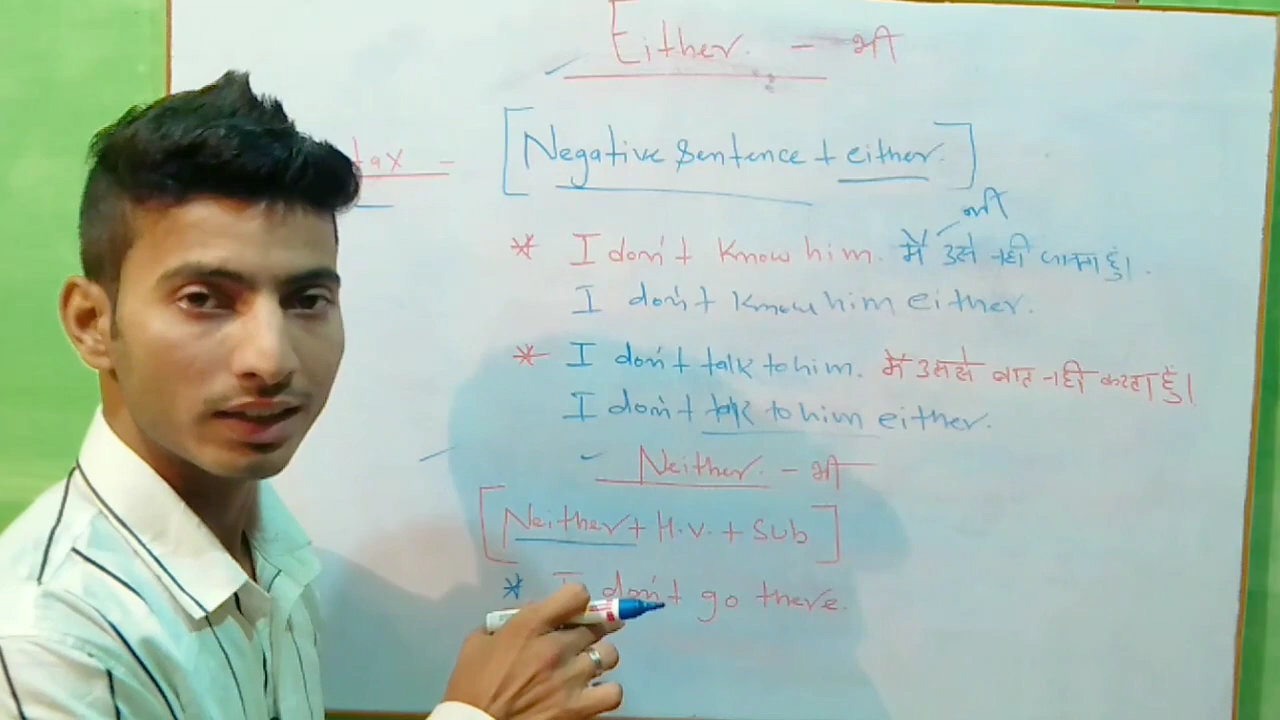 Either. - भी
tax - [Negative Sentence + either.]
भी
* I don't know him. मैं उसे नही जानता हुं।
I don't know him either.
* I don't talk to him. मैं उससे बात नही करता हुं।
I don't talk to him either.
Neither. - भी
[Neither + H.V. + Sub]
* I don't go there.